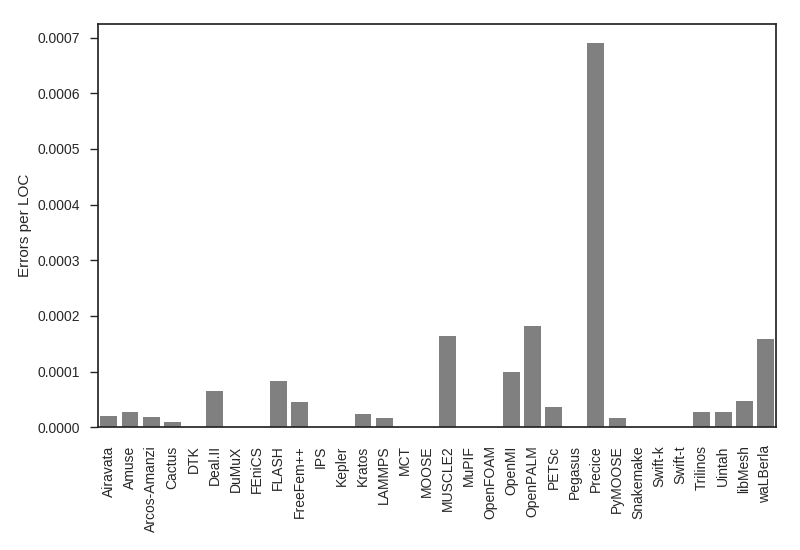 Errors per LOC
0.0007
0.0006
0.0005
0.0004
0.0003
0.0002
0.0001
0.0000
Airavata
Amuse
Arcos-Amanzi
Cactus
DTK
Deal.II
DuMuX
FEniCS
FLASH
FreeFem++
IPS
Kepler
Kratos
LAMMPS
MCT
MOOSE
MUSCLE2
MuPIF
OpenFOAM
OpenMI
OpenPALM
PETSc
Pegasus
Precice
PyMOOSE
Snakemake
Swift-k
Swift-t
Trilinos
Uintah
libMesh
waLBerla